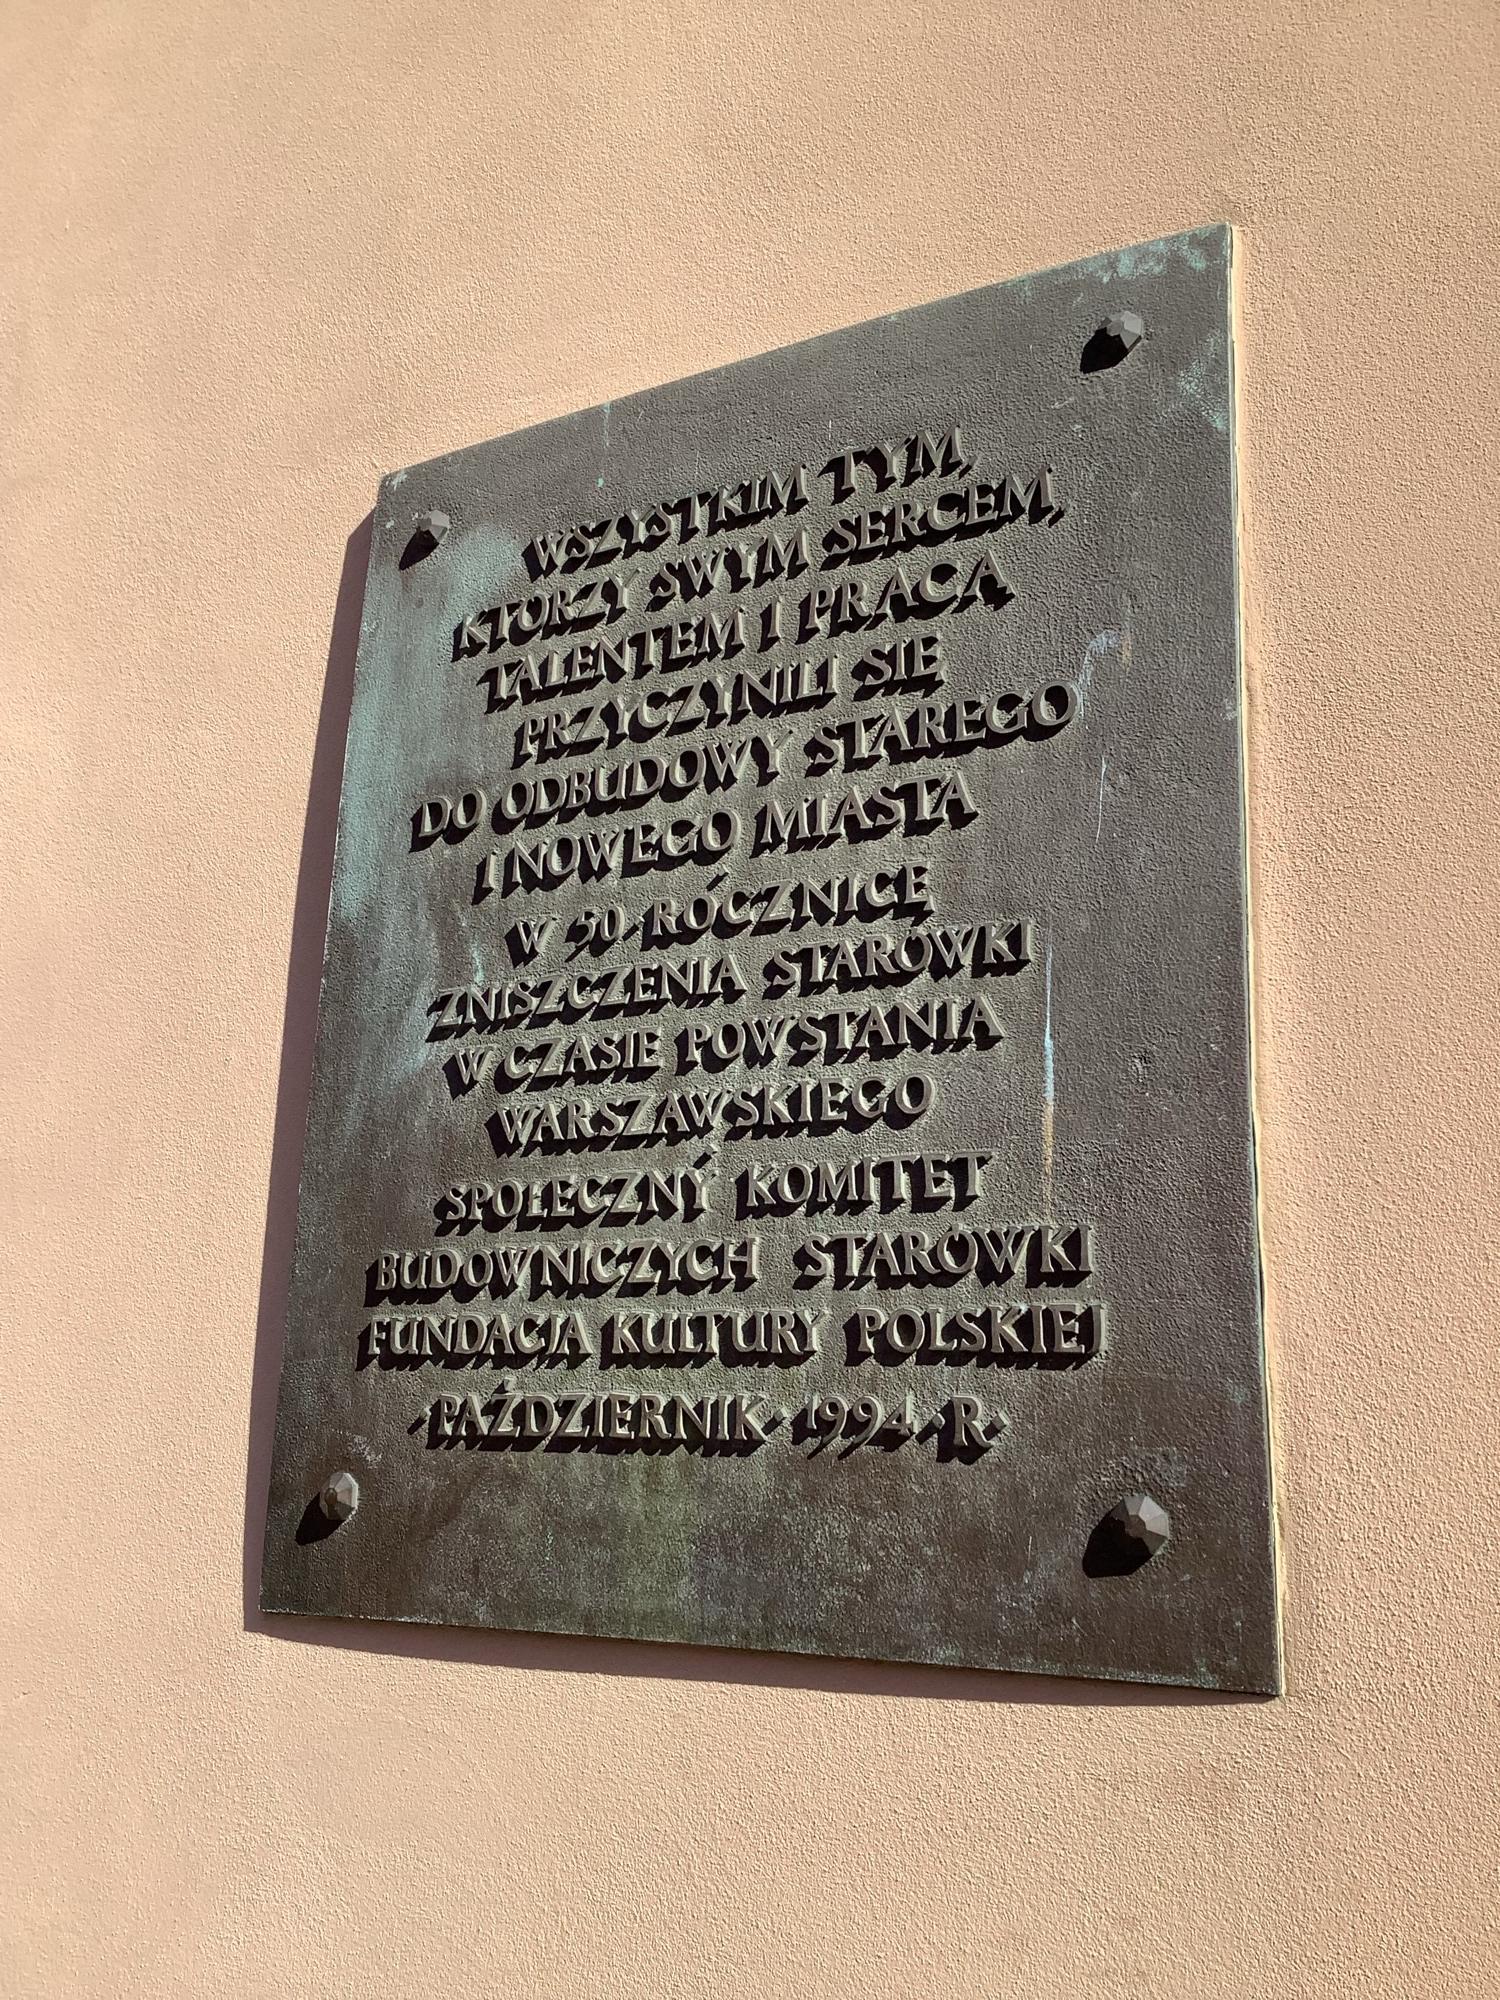 WSZYSTKIM TYM,
KTÓRZY SWYM SERCEM,
TALENTEM I PRACĄ
PRZYCZYNILI SIĘ
DO ODBUDOWY STAREGO
I NOWEGO MIASTA
W 50 ROCZNICĘ
ZNISZCZENIA STARÓWKI
W CZASIE POWSTANIA
WARSZAWSKIEGO
SPOŁECZNY KOMITET
BUDOWNICZYCH STARÓWKI
FUNDACJA KULTURY POLSKIEJ
·PAŹDZIERNIK· 1994 ·R·